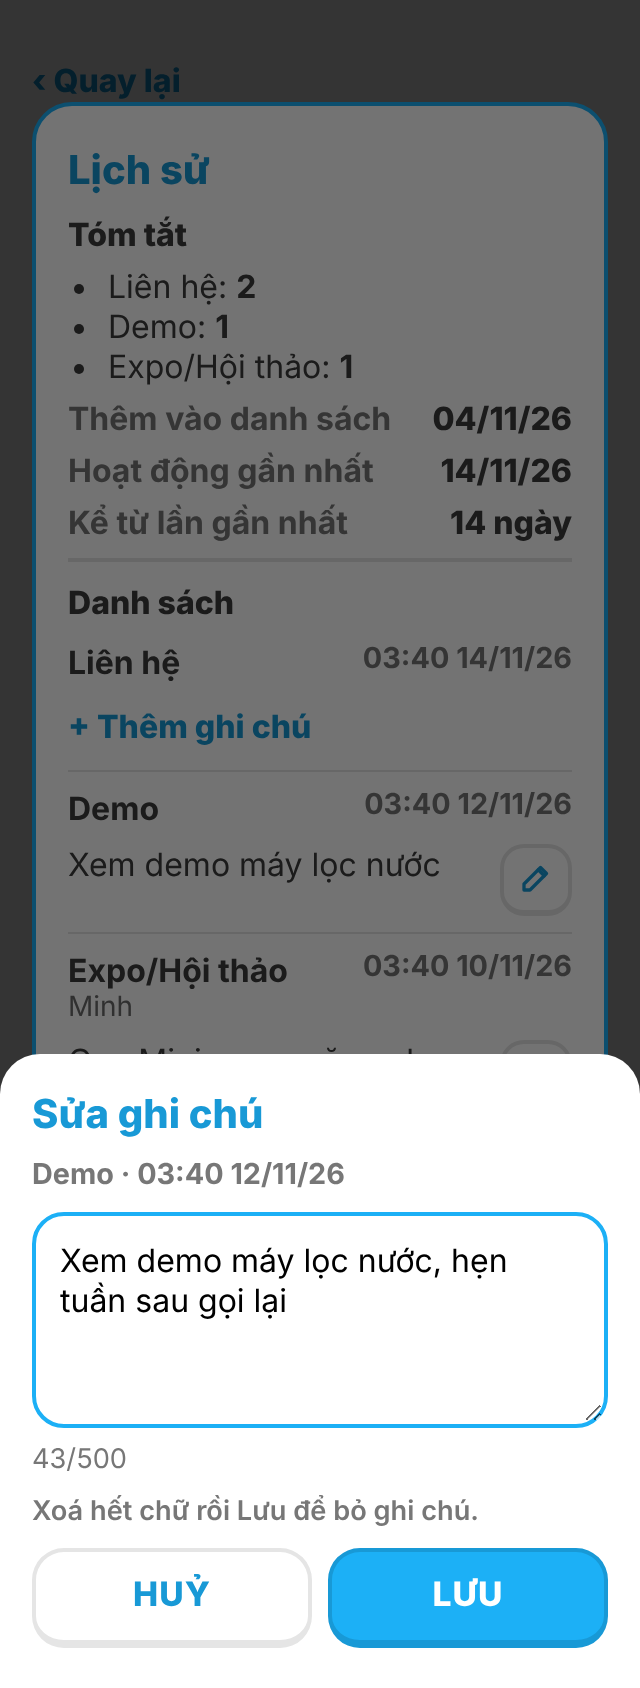 ‹ Quay lại
Lịch sử
Tóm tắt
• Liên hệ: 2
• Demo: 1
• Expo/Hội thảo: 1
Thêm vào danh sách 04/11/26
Hoạt động gần nhất 14/11/26
Kể từ lần gần nhất 14 ngày
Danh sách
Liên hệ 03:40 14/11/26
+ Thêm ghi chú
Demo 03:40 12/11/26
Xem demo máy lọc nước
Expo/Hội thảo 03:40 10/11/26
Minh
Sửa ghi chú
Demo · 03:40 12/11/26
Xem demo máy lọc nước, hẹn
tuần sau gọi lại
43/500
Xoá hết chữ rồi Lưu để bỏ ghi chú.
HUỶ LƯU